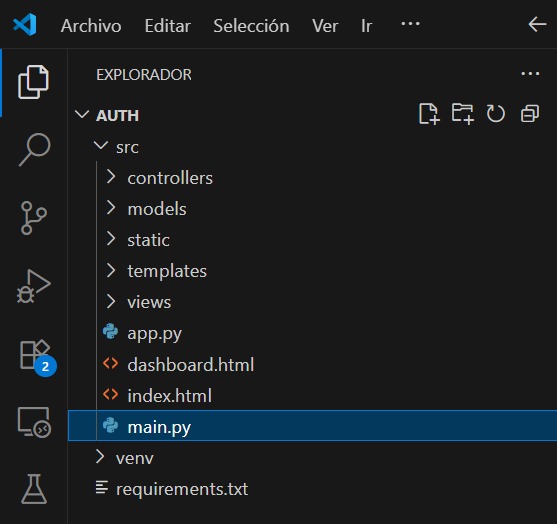 Archivo Editar Selección Ver Ir ...
EXPLORADOR ...
AUTH
src
controllers
models
static
templates
views
app.py
dashboard.html
index.html
main.py
2
venv
requirements.txt